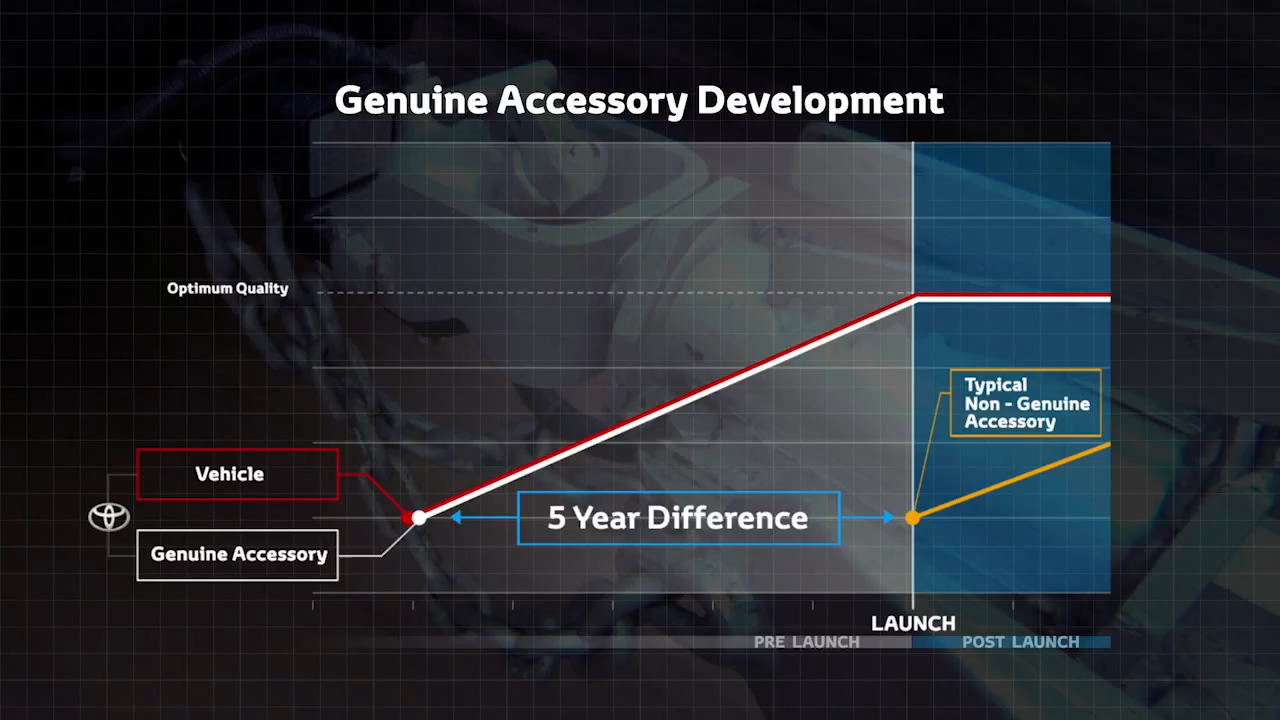 Genuine Accessory Development
Optimum Quality
Typical
Non - Genuine
Accessory
Vehicle
5 Year Difference
Genuine Accessory
LAUNCH
PRE LAUNCH
POST LAUNCH